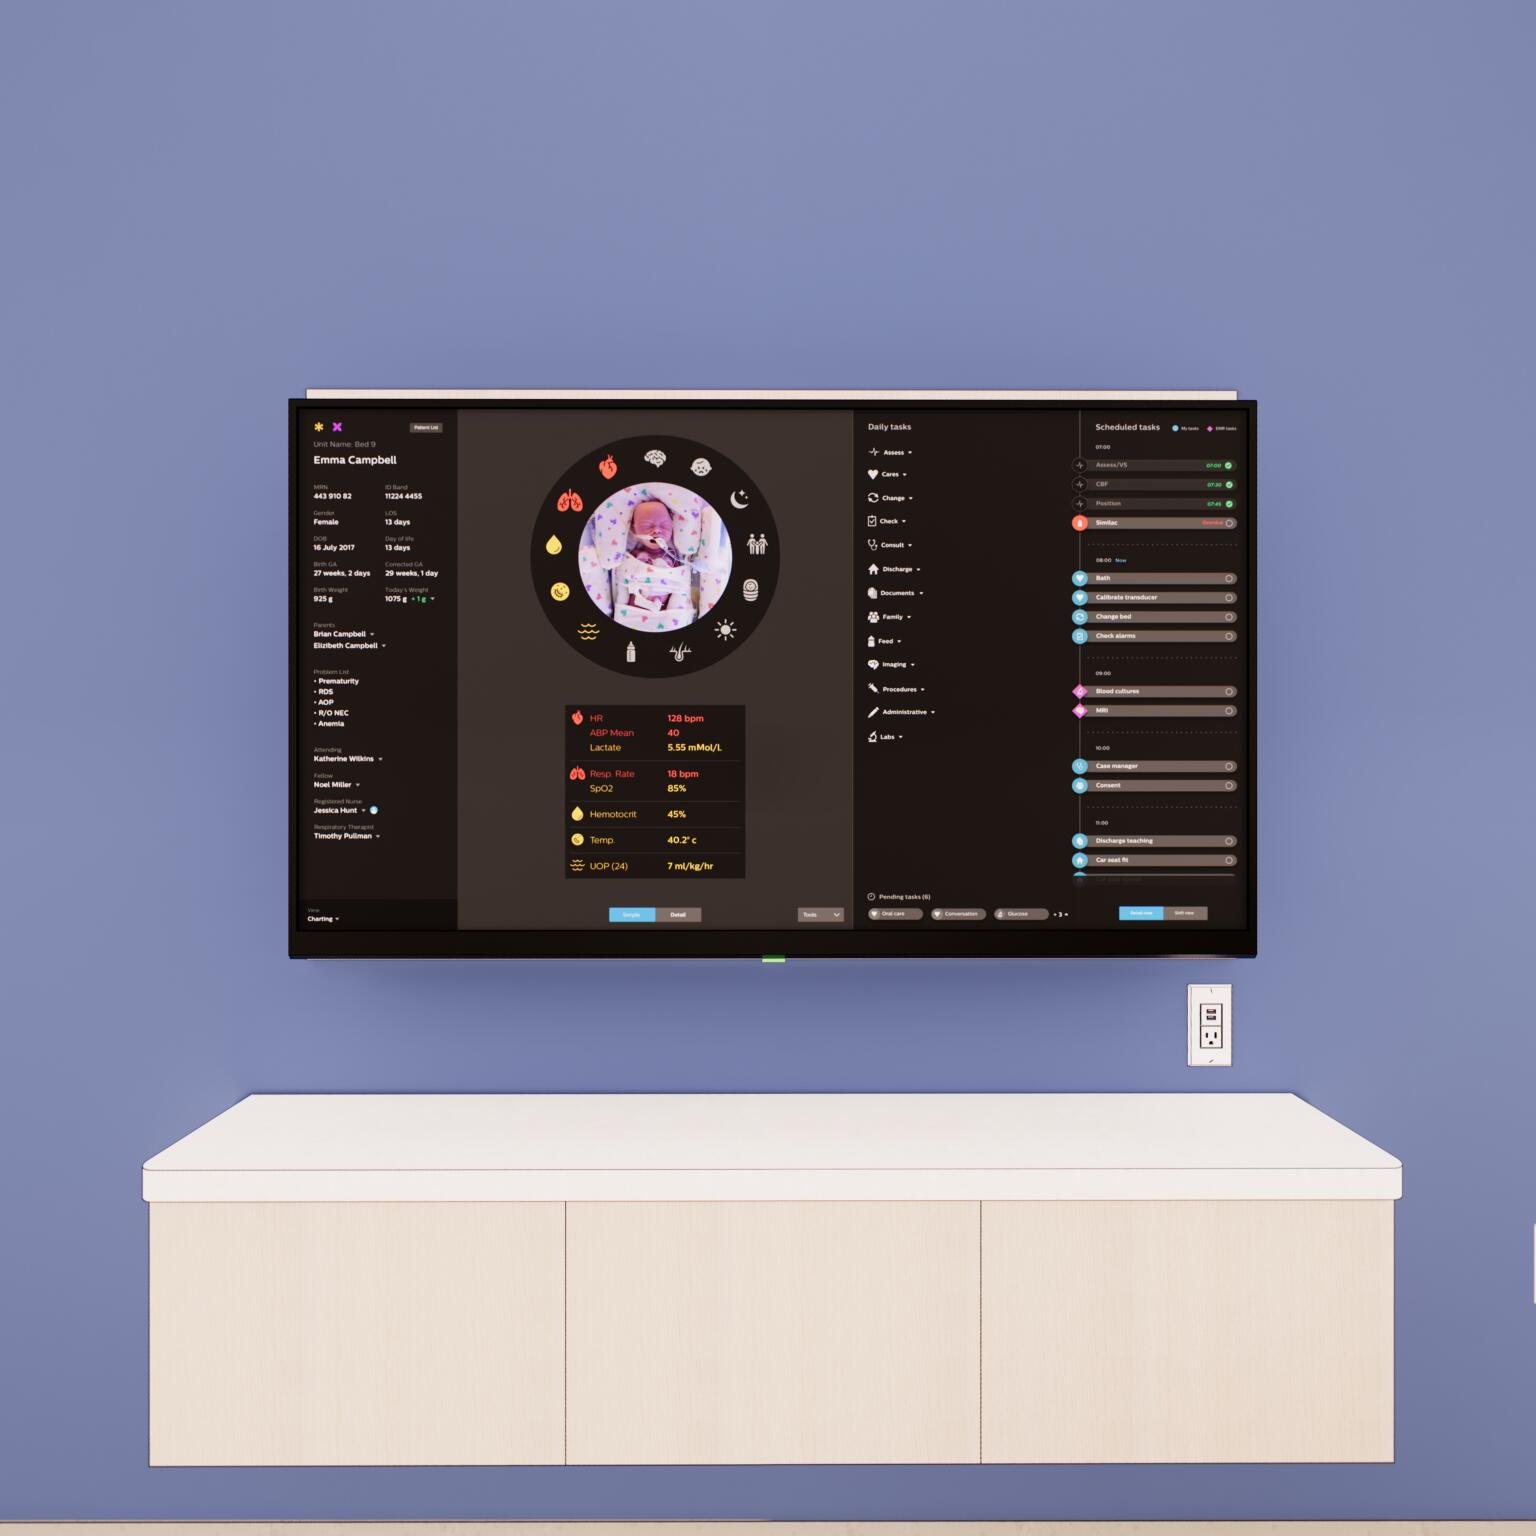 Patient List
Unit Name: Bed 9
Emma Campbell
MRN
443 910 82
ID Band
11224 4455
Gender
Female
LOS
13 days
DOB
16 July 2017
Day of life
13 days
Birth GA
27 weeks, 2 days
Corrected GA
29 weeks, 1 day
Birth Weight
925 g
Today's Weight
1075 g + 1 g
Parents
Brian Campbell
Elizibeth Campbell
Problem List
• Prematurity
• RDS
• AOP
• R/O NEC
• Anemia
Attending
Katherine Wilkins
Fellow
Noel Miller
Registered Nurse
Jessica Hunt
Respiratory Therapist
Timothy Pullman
View
Charting
HR 128 bpm
ABP Mean 40
Lactate 5.55 mMol/L
Resp. Rate 18 bpm
SpO2 85%
Hemotocrit 45%
Temp. 40.2° c
UOP (24) 7 ml/kg/hr
Simple Detail
Tools
Daily tasks
Assess
Cares
Change
Check
Consult
Discharge
Documents
Family
Feed
Imaging
Procedures
Administrative
Labs
Pending tasks (6)
Oral care Conversation Glucose + 3
Scheduled tasks My tasks EMR tasks
07:00
Assess/VS 07:00
CBF 07:30
Position 07:45
Similac Overdue
08:00 Now
Bath
Calibrate transducer
Change bed
Check alarms
09:00
Blood cultures
MRI
10:00
Case manager
Consent
11:00
Discharge teaching
Car seat fit
Shift view